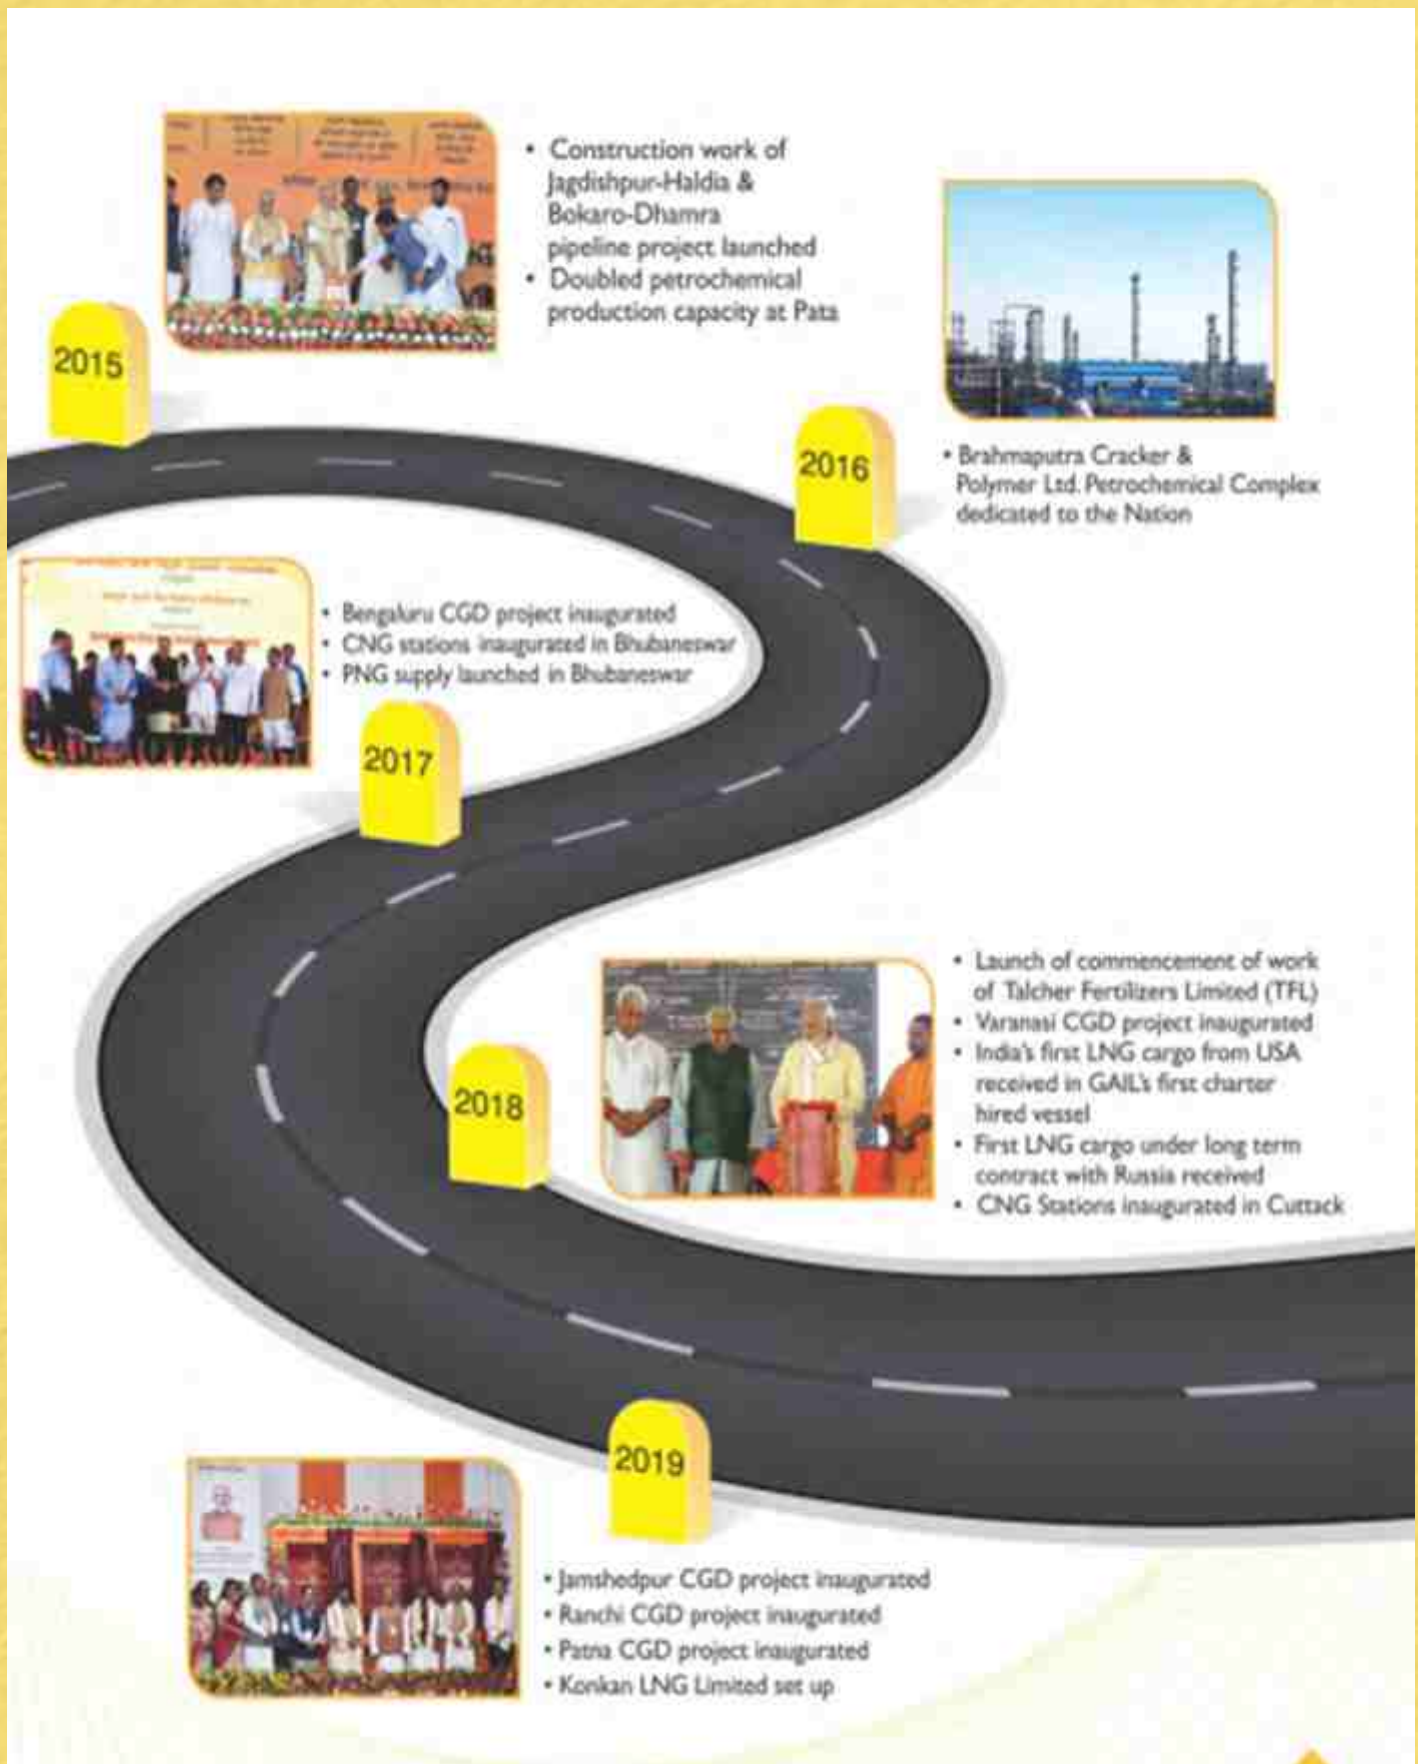 • Construction work of
Jagdishpur-Haldia &
Bokaro-Dhamra
pipeline project launched
• Doubled petrochemical
production capacity at Pata
2015
2016
• Brahmaputra Cracker &
Polymer Ltd. Petrochemical Complex
dedicated to the Nation
• Bengaluru CGD project inaugurated
• CNG stations inaugurated in Bhubaneswar
• PNG supply launched in Bhubaneswar
2017
• Launch of commencement of work
of Talcher Fertilizers Limited (TFL)
• Varanasi CGD project inaugurated
• India's first LNG cargo from USA
received in GAIL's first charter
hired vessel
• First LNG cargo under long term
contract with Russia received
• CNG Stations inaugurated in Cuttack
2018
2019
• Jamshedpur CGD project inaugurated
• Ranchi CGD project inaugurated
• Patna CGD project inaugurated
• Konkan LNG Limited set up